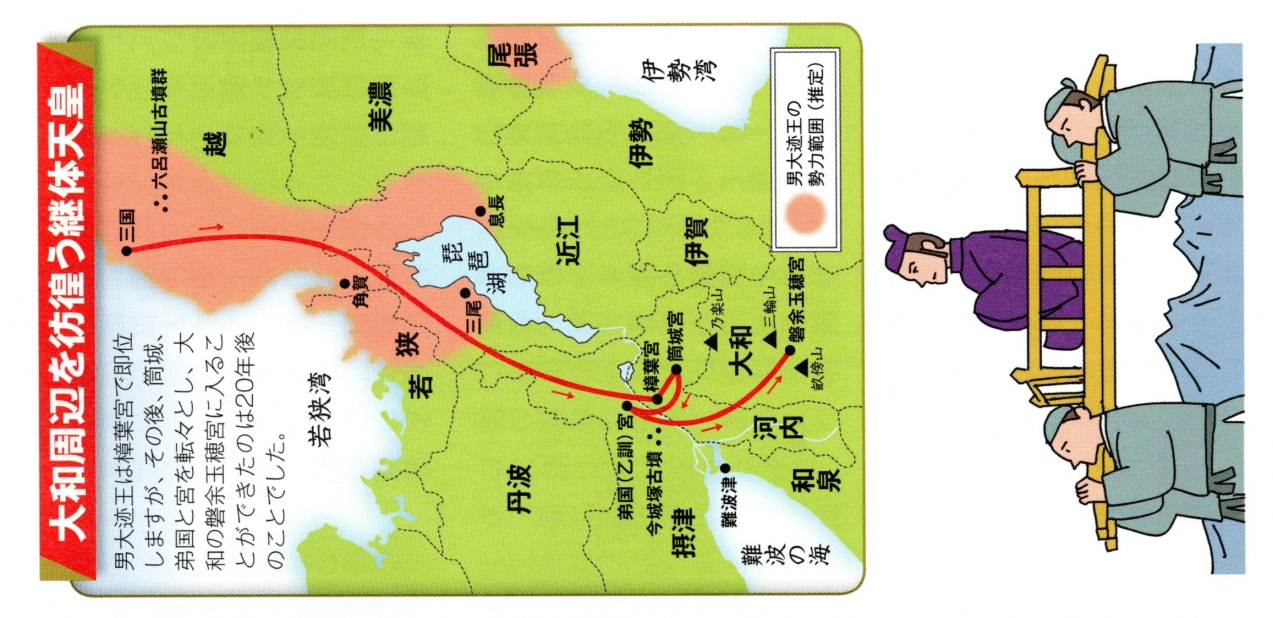 大和周辺を彷徨う継体天皇
男大迹王は樟葉宮で即位
しますが、その後、筒城、
弟国と宮を転々とし、大
和の磐余玉穂宮に入るこ
とができたのは20年後
のことでした。
三国
六呂瀬山古墳群
越
美濃
尾張
伊勢湾
角賀
若狭湾
若狭
三尾
琵琶湖
息長
近江
伊勢
伊賀
丹波
弟国(乙訓)宮
今城塚古墳
摂津
樟葉宮
筒城宮
乃楽山
大和
三輪山
磐余玉穂宮
畝傍山
河内
和泉
難波津
難波の海
男大迹王の
勢力範囲(推定)